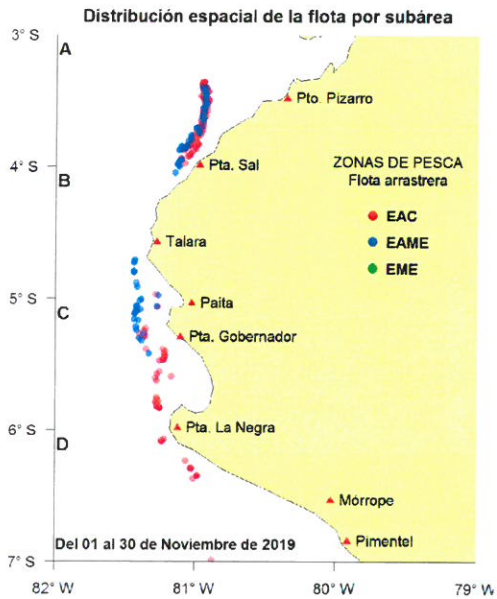 Distribución espacial de la flota por subárea
3° S
A
Pto. Pizarro
4° S
Pta. Sal
B
ZONAS DE PESCA
Flota arrastrera
EAC
EAME
EME
Talara
5° S
C
Paita
Pta. Gobernador
6° S
Pta. La Negra
D
Mórrope
Pimentel
Del 01 al 30 de Noviembre de 2019
7° S
82° W
81° W
80° W
79° W